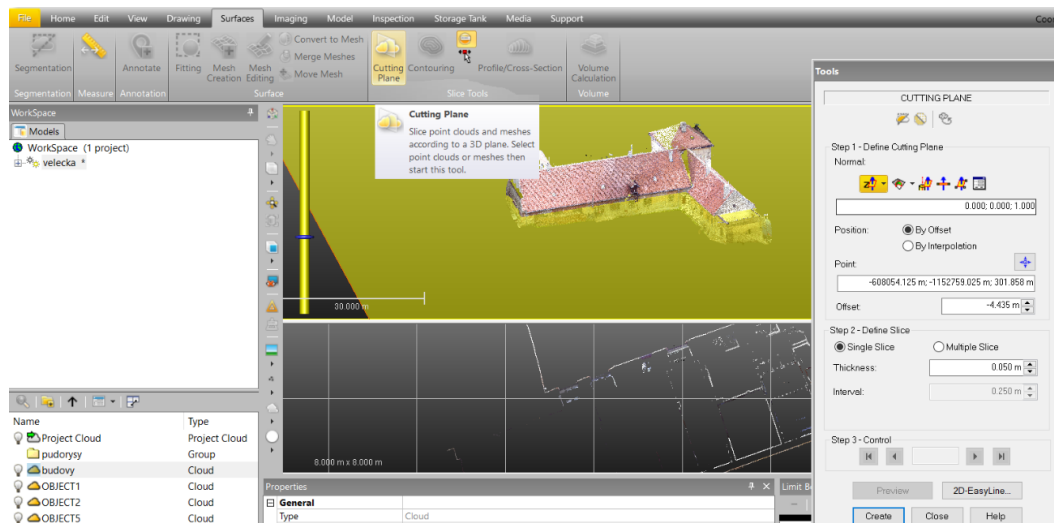 File Home Edit View Drawing Surfaces Imaging Model Inspection Storage Tank Media Support
Coor
Segmentation
Annotate
Fitting
Mesh Creation
Mesh Editing
Convert to Mesh
Merge Meshes
Move Mesh
Cutting Plane
Contouring
Profile/Cross-Section
Volume Calculation
Segmentation Measure Annotation Surface Slice Tools Volume
WorkSpace
Models
WorkSpace (1 project)
velecka *
Cutting Plane
Slice point clouds and meshes
according to a 3D plane. Select
point clouds or meshes then
start this tool.
30.000 m
8.000 m x 8.000 m
Name Type
Project Cloud Project Cloud
pudorysy Group
budovy Cloud
OBJECT1 Cloud
OBJECT2 Cloud
OBJECT5 Cloud
Properties
General
Type Cloud
Limit B
Tools
CUTTING PLANE
Step 1 - Define Cutting Plane
Normal:
0.000; 0.000; 1.000
Position: By Offset
By Interpolation
Point:
-608054.125 m; -1152759.025 m; 301.858 m
Offset: -4.435 m
Step 2 - Define Slice
Single Slice Multiple Slice
Thickness: 0.050 m
Interval: 0.250 m
Step 3 - Control
Preview 2D-EasyLine...
Create Close Help